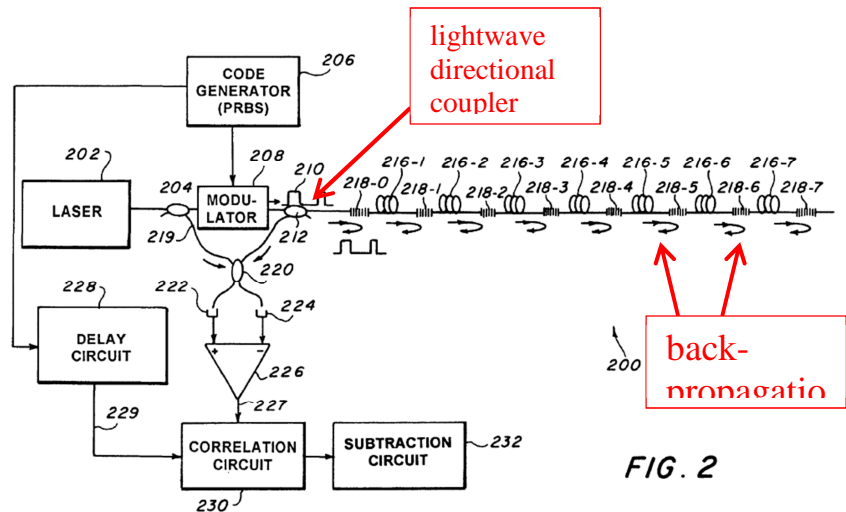 lightwave
directional
coupler
206
CODE
GENERATOR
(PRBS)
202
208
210
204
LASER
MODU-
LATOR
212
219
216-1 216-2 216-3 216-4 216-5 216-6 216-7
218-0 218-1 218-2 218-3 218-4 218-5 218-6 218-7
220
222
224
228
DELAY
CIRCUIT
+ −
226
227
229
200
back-
propagatio
CORRELATION
CIRCUIT
230
SUBTRACTION
CIRCUIT
232
FIG. 2